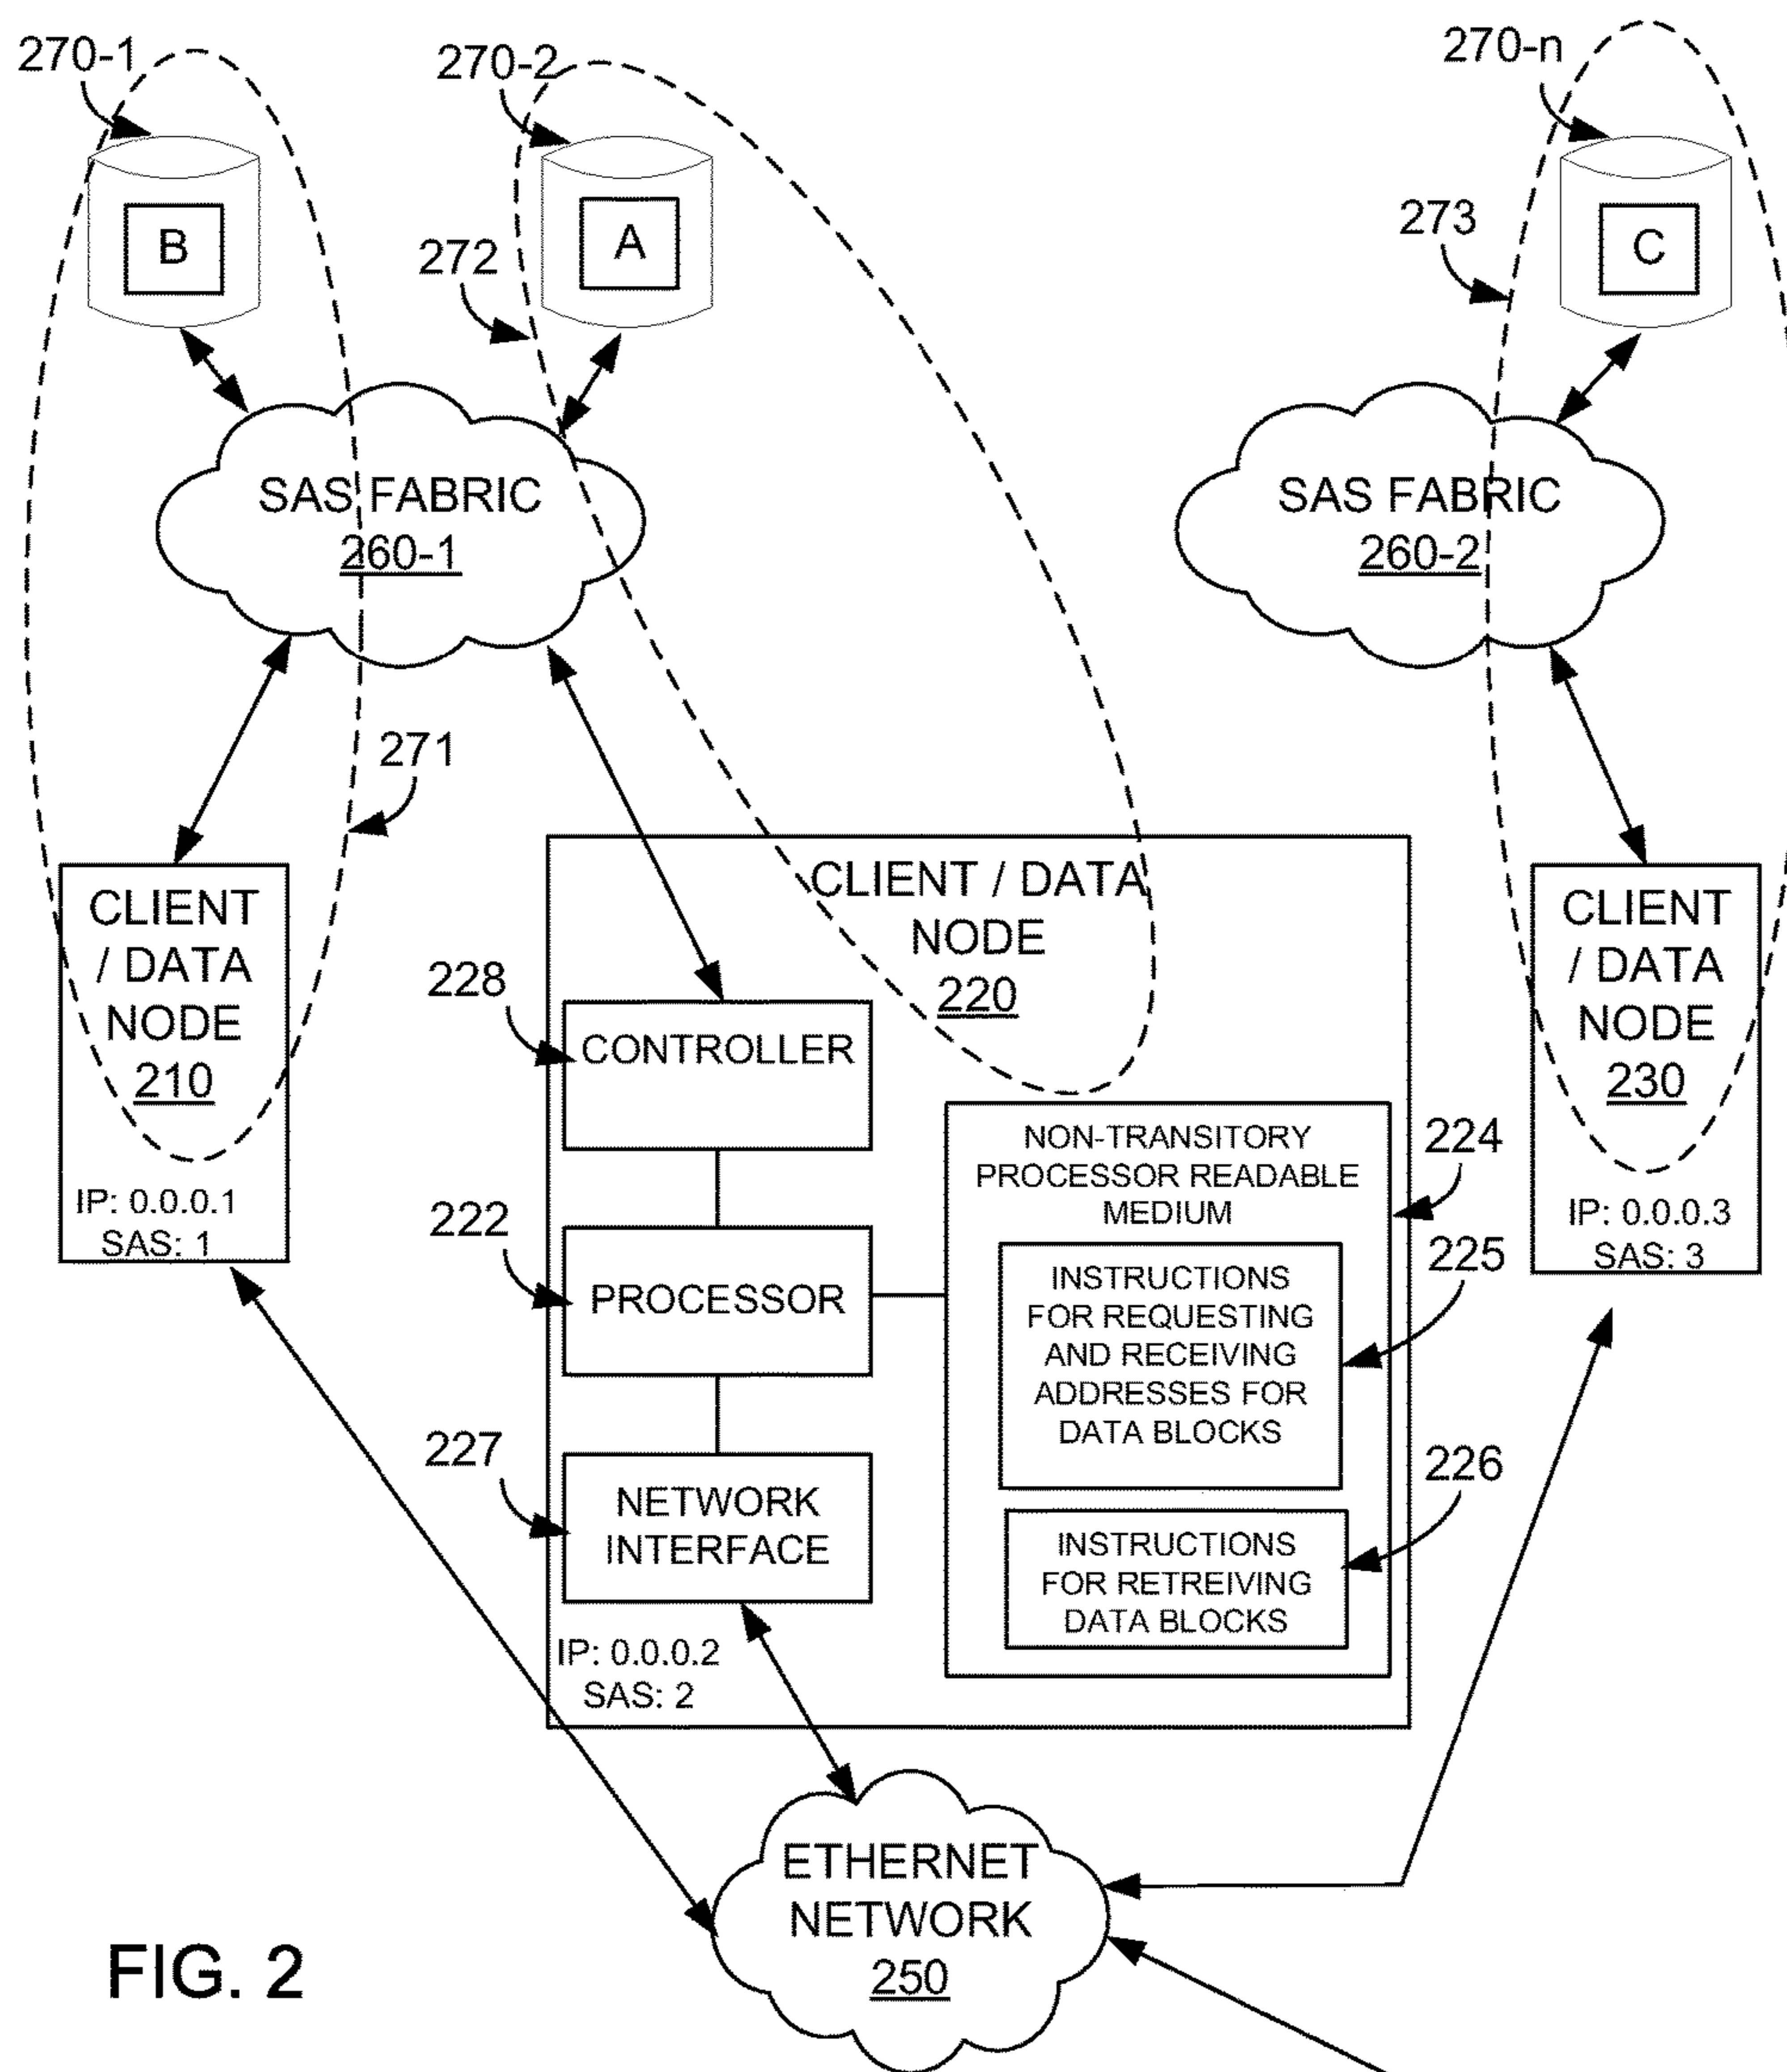 270-1
270-2
270-n
B
A
C
272
273
SAS FABRIC
260-1
SAS FABRIC
260-2
271
CLIENT
/ DATA
NODE
210
IP: 0.0.0.1
SAS: 1
CLIENT / DATA
NODE
220
228
CONTROLLER
222
PROCESSOR
227
NETWORK
INTERFACE
IP: 0.0.0.2
SAS: 2
NON-TRANSITORY
PROCESSOR READABLE
MEDIUM
224
INSTRUCTIONS
FOR REQUESTING
AND RECEIVING
ADDRESSES FOR
DATA BLOCKS
225
INSTRUCTIONS
FOR RETREIVING
DATA BLOCKS
226
CLIENT
/ DATA
NODE
230
IP: 0.0.0.3
SAS: 3
ETHERNET
NETWORK
250
FIG. 2